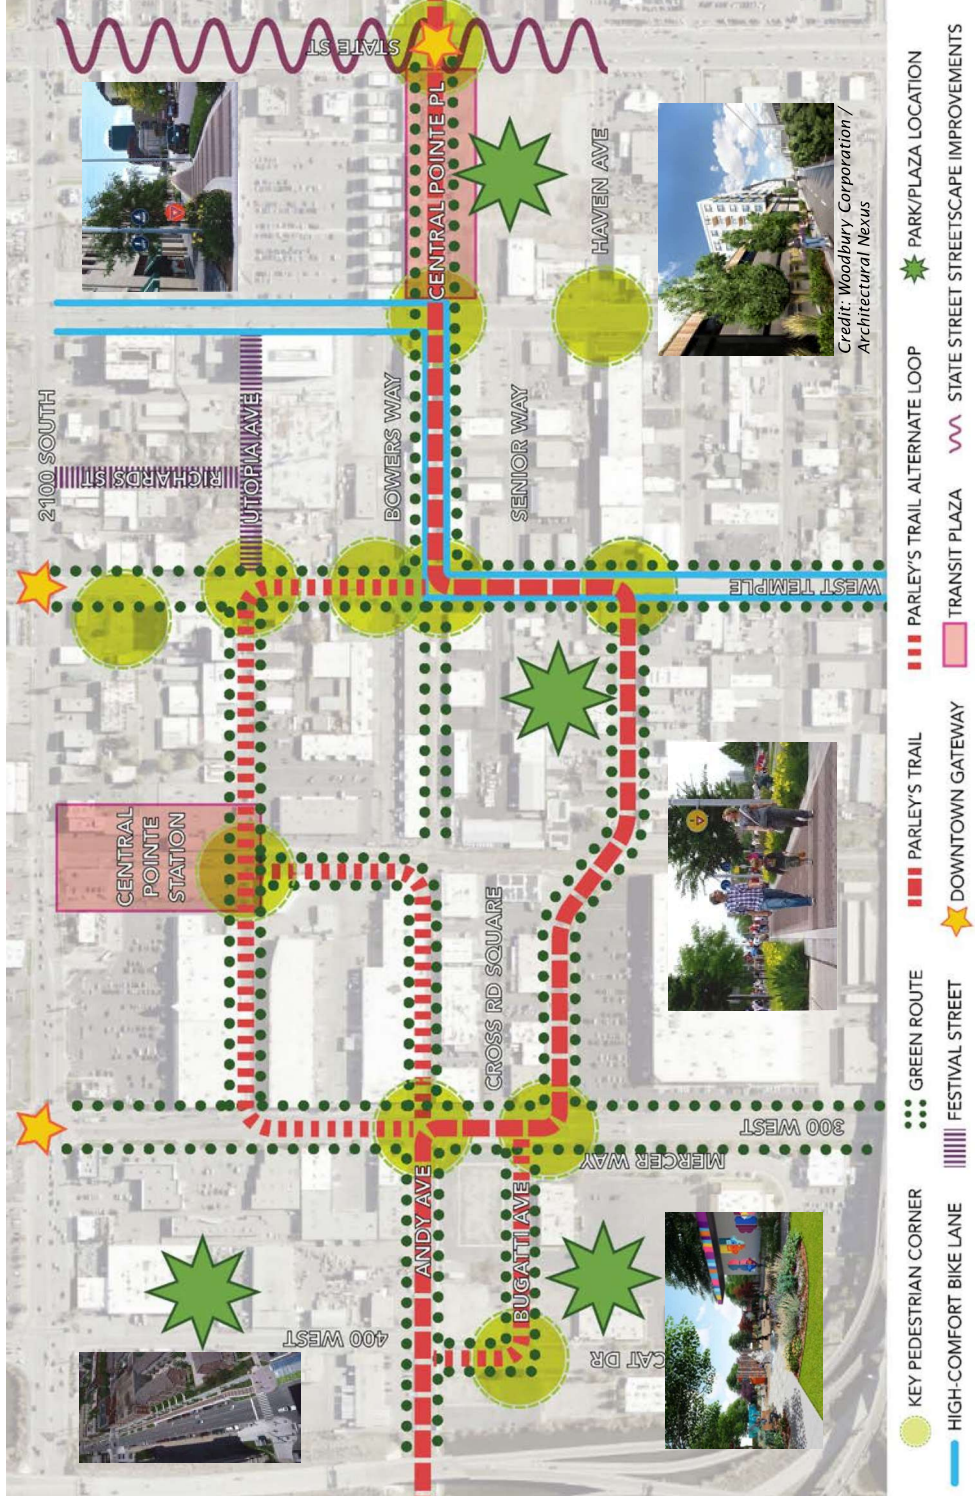 2100 SOUTH
STATE ST
CENTRAL POINTE PL
HAVEN AVE
RICHARDS ST
UTOPIA AVE
BOWERS WAY
SENIOR WAY
WEST TEMPLE
CENTRAL
POINTE
STATION
CROSS RD SQUARE
300 WEST
MERCER WAY
ANDY AVE
BUGATTI AVE
400 WEST
CAT DR
Credit: Woodbury Corporation /
Architectural Nexus
KEY PEDESTRIAN CORNER
GREEN ROUTE
PARLEY'S TRAIL
PARLEY'S TRAIL ALTERNATE LOOP
PARK/PLAZA LOCATION
HIGH-COMFORT BIKE LANE
FESTIVAL STREET
DOWNTOWN GATEWAY
TRANSIT PLAZA
STATE STREET STREETSCAPE IMPROVEMENTS